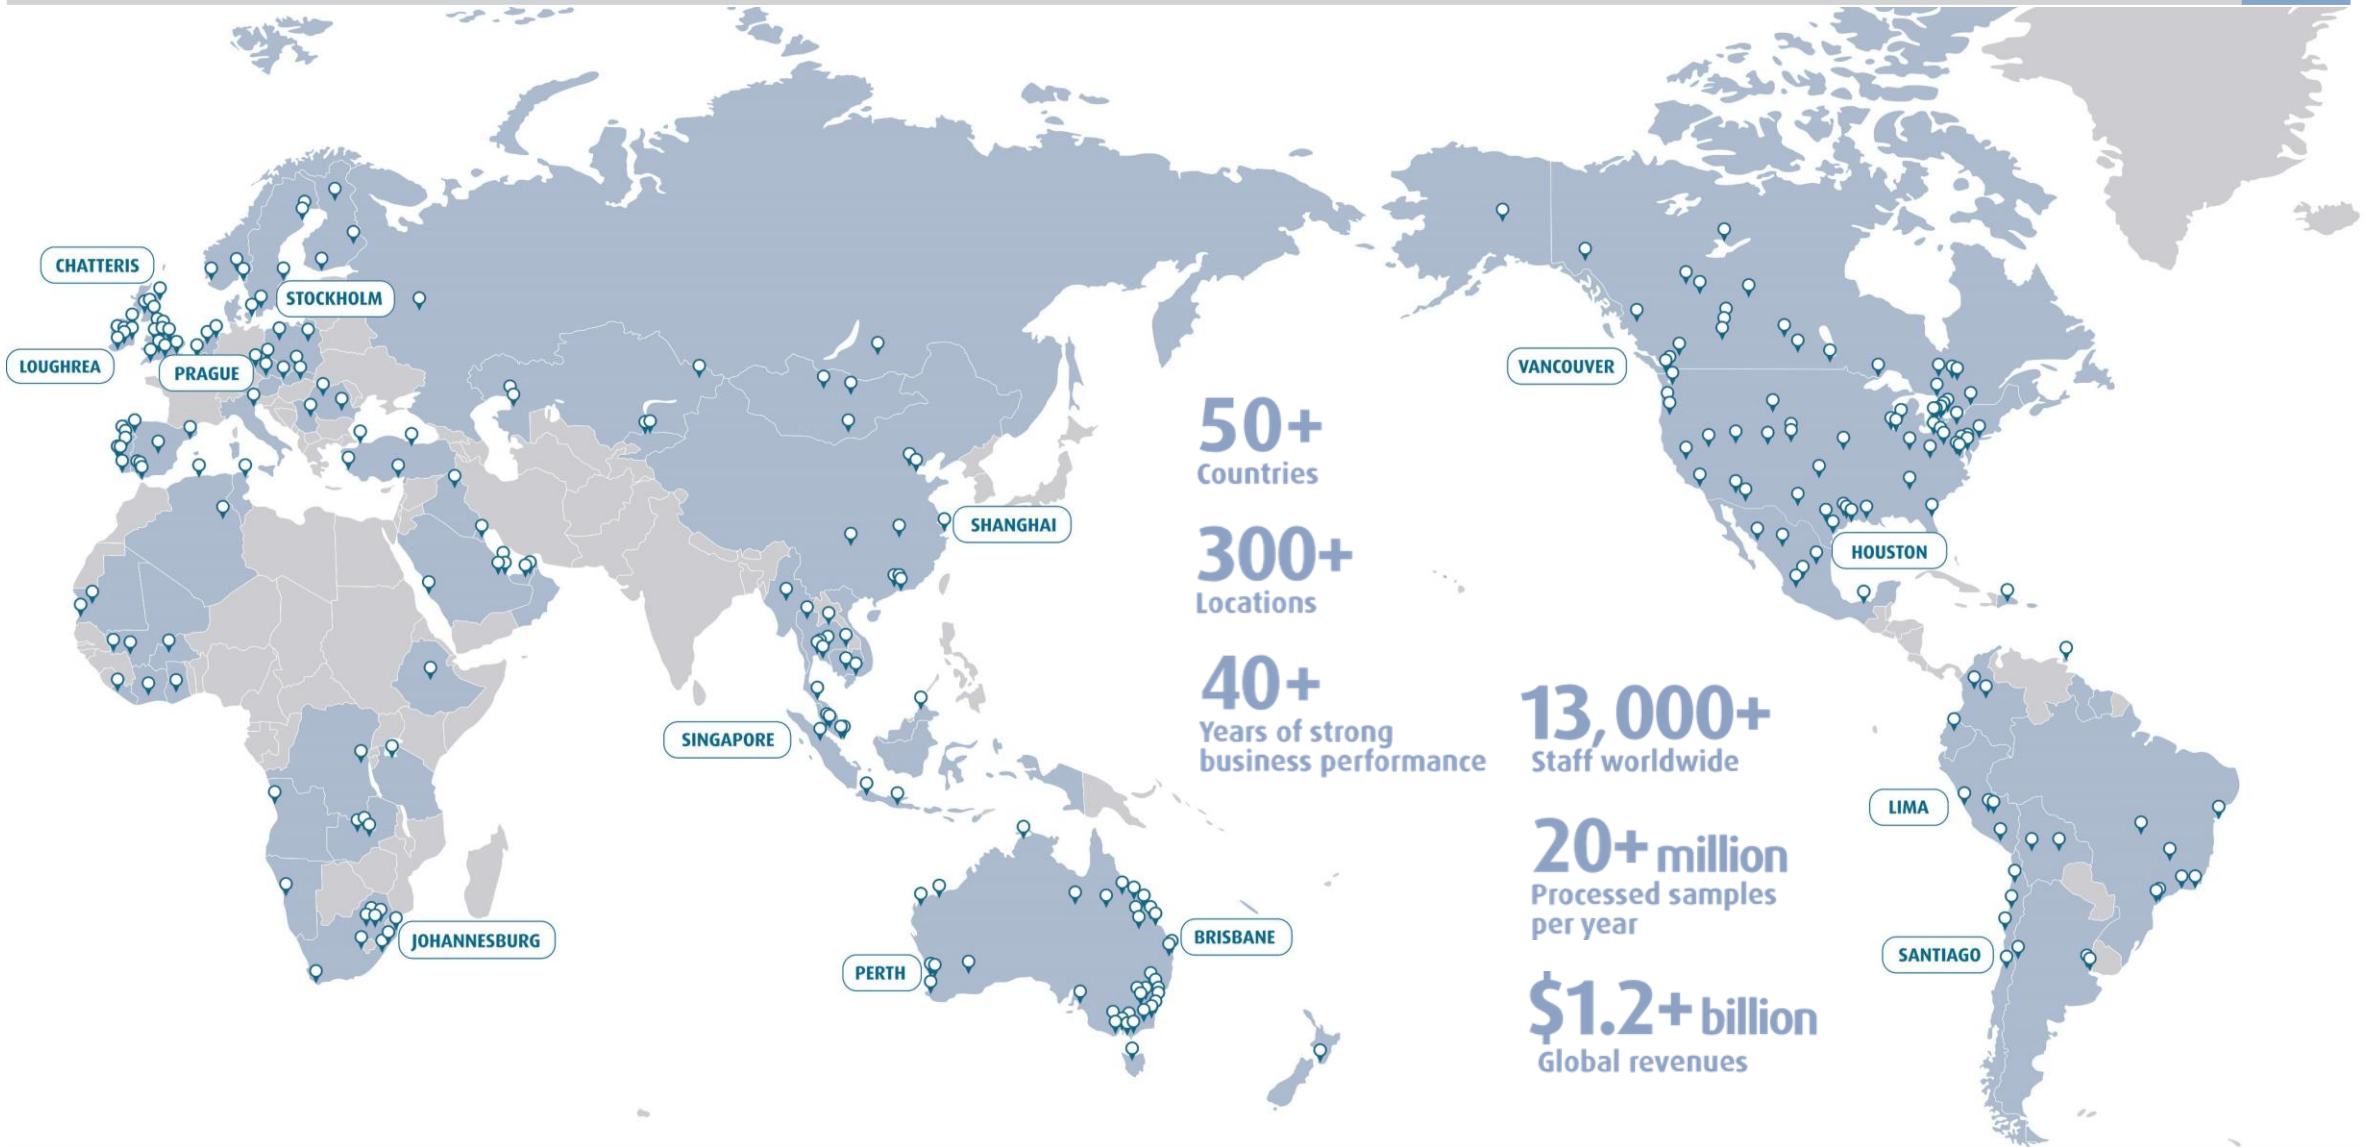 CHATTERIS
STOCKHOLM
LOUGHREA
PRAGUE
SHANGHAI
SINGAPORE
JOHANNESBURG
PERTH
BRISBANE
50+
Countries
300+
Locations
40+
Years of strong
business performance
13,000+
Staff worldwide
20+ million
Processed samples
per year
$1.2+ billion
Global revenues
VANCOUVER
HOUSTON
LIMA
SANTIAGO